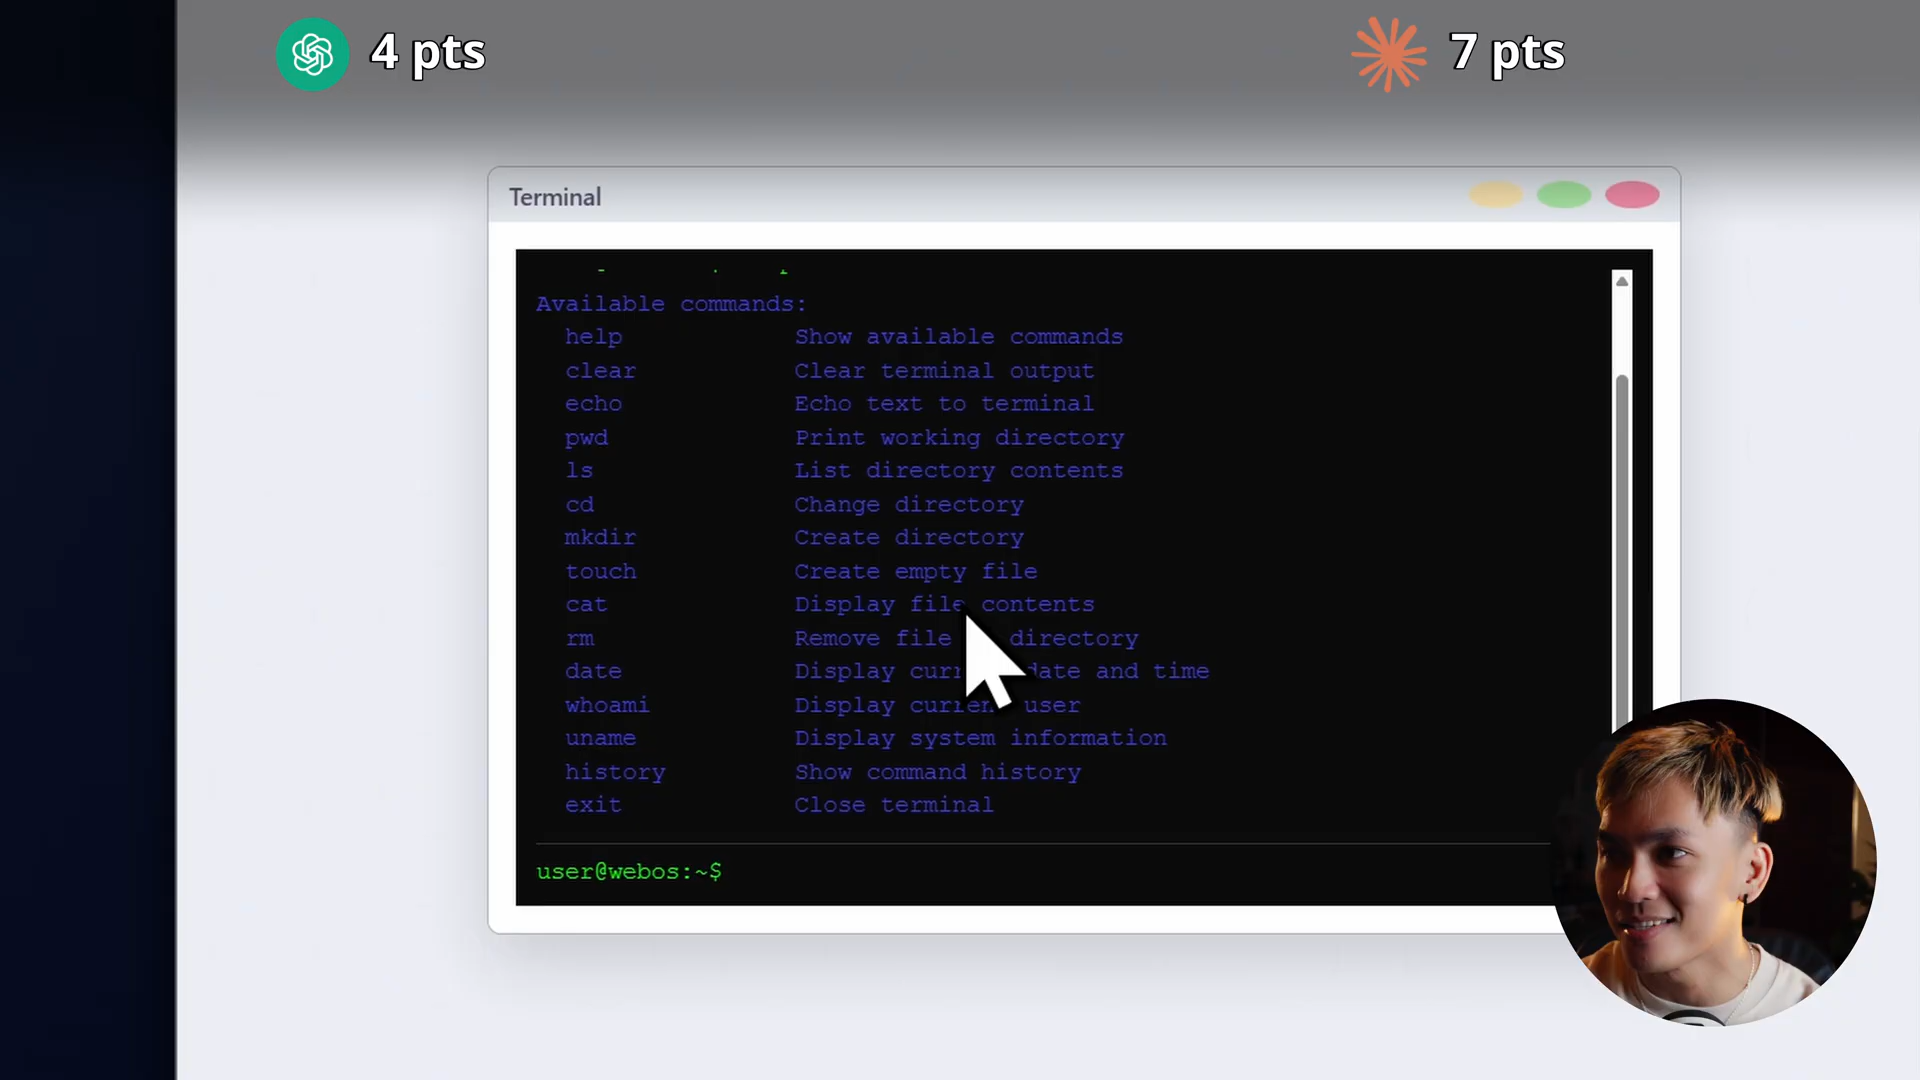 4 pts
7 pts
Terminal
Available commands:
help Show available commands
clear Clear terminal output
echo Echo text to terminal
pwd Print working directory
ls List directory contents
cd Change directory
mkdir Create directory
touch Create empty file
cat Display file contents
rm Remove file directory
date Display date and time
whoami Display current user
uname Display system information
history Show command history
exit Close terminal
user@webos:~$